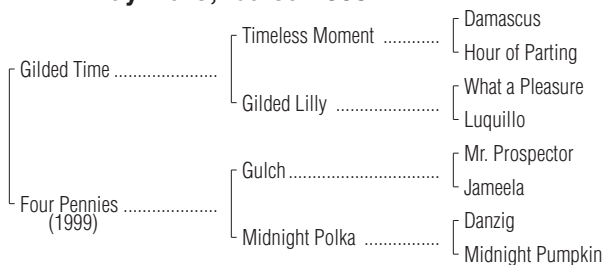 Damascus
Timeless Moment ............
Hour of Parting
Gilded Time ......................
What a Pleasure
Gilded Lilly ......................
Luquillo
Mr. Prospector
Gulch................................
Jameela
Four Pennies ....................
(1999)
Danzig
Midnight Polka ................
Midnight Pumpkin